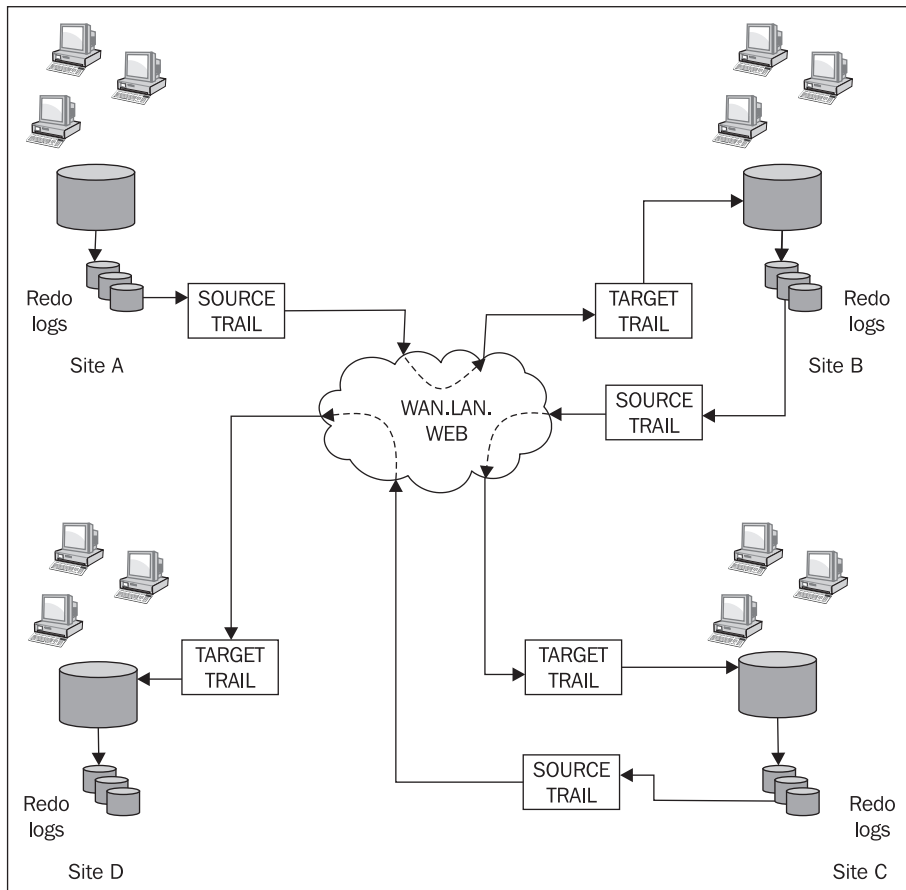 SOURCE
TRAIL
Redo
logs
Site A
TARGET
TRAIL
Redo
logs
Site B
WAN.LAN.
WEB
SOURCE
TRAIL
TARGET
TRAIL
Redo
logs
Site D
TARGET
TRAIL
SOURCE
TRAIL
Redo
logs
Site C